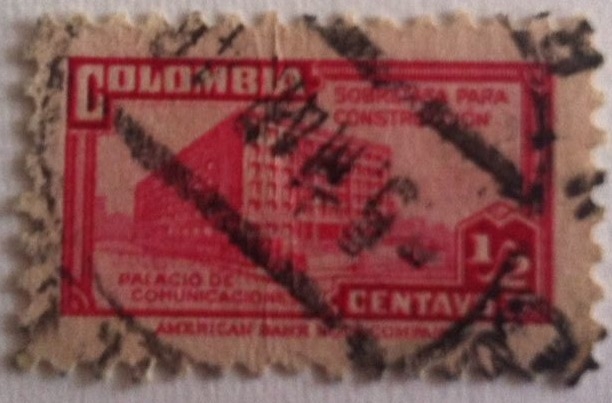 COLOMBIA
SOBRETASA PARA
CONSTRUCCION
PALACIO DE
COMUNICACIONES
1/2
CENTAVO
AMERICAN BANK NOTE COMPANY